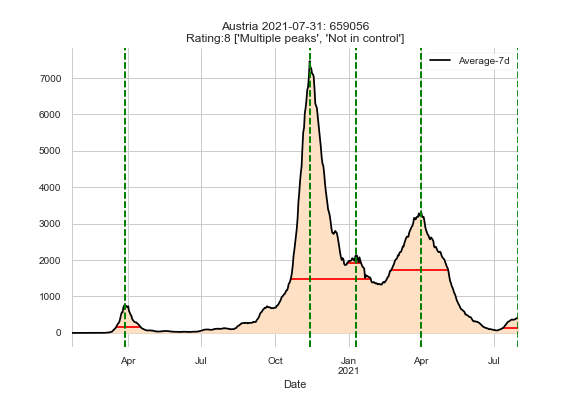 Austria 2021-07-31: 659056
Rating:8 ['Multiple peaks', 'Not in control']
Average-7d
7000
6000
5000
4000
3000
2000
1000
0
Apr Jul Oct Jan Apr Jul
2021
Date